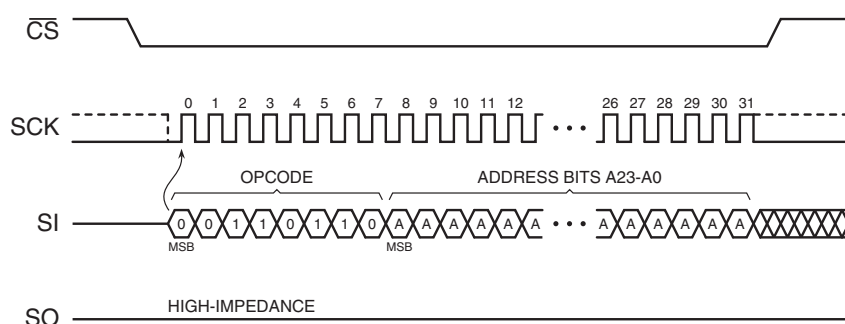 CS
0 1 2 3 4 5 6 7 8 9 10 11 12 26 27 28 29 30 31
SCK
OPCODE ADDRESS BITS A23-A0
SI 0 0 1 1 0 1 1 0 A A A A A A A A A A A A
MSB MSB
HIGH-IMPEDANCE
SO